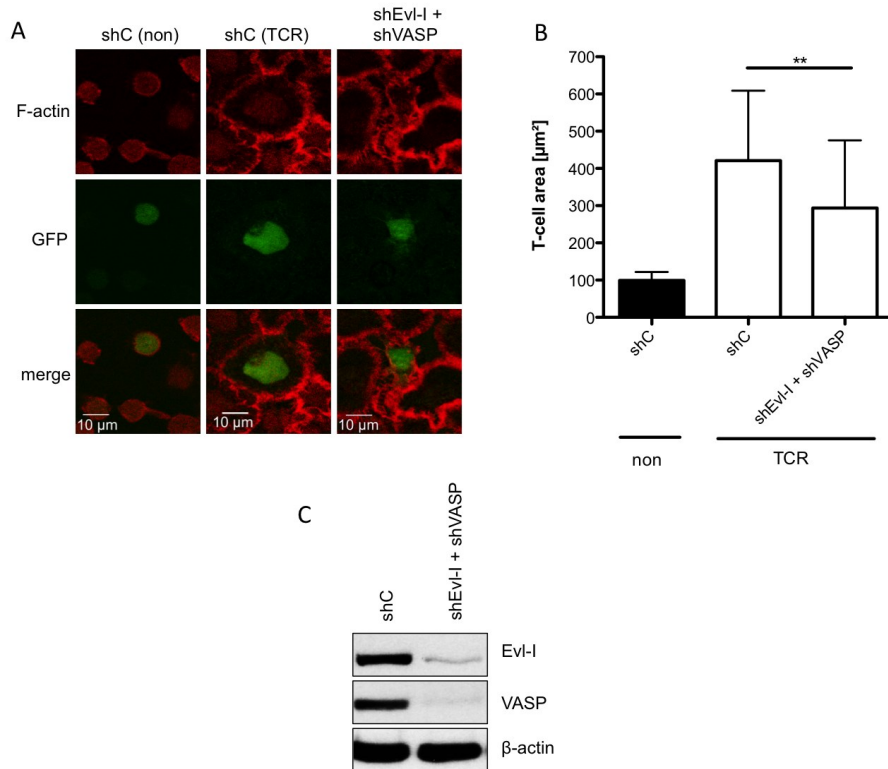 A
shC (non)
shC (TCR)
shEvl-I +
shVASP
F-actin
GFP
merge
10 µm
10 µm
10 µm
B
T-cell area [µm²]
700
600
500
400
300
200
100
0
**
shC
shC
shEvl-I + shVASP
non
TCR
C
shC
shEvl-I + shVASP
Evl-I
VASP
β-actin